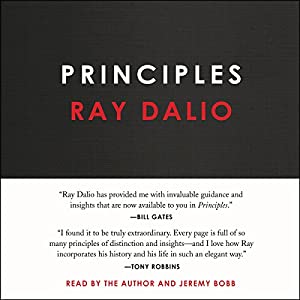 PRINCIPLES
RAY DALIO
“Ray Dalio has provided me with invaluable guidance and
insights that are now available to you in Principles.”
—BILL GATES
“I found it to be truly extraordinary. Every page is full of so
many principles of distinction and insights—and I love how Ray
incorporates his history and his life in such an elegant way.”
—TONY ROBBINS
READ BY THE AUTHOR AND JEREMY BOBB